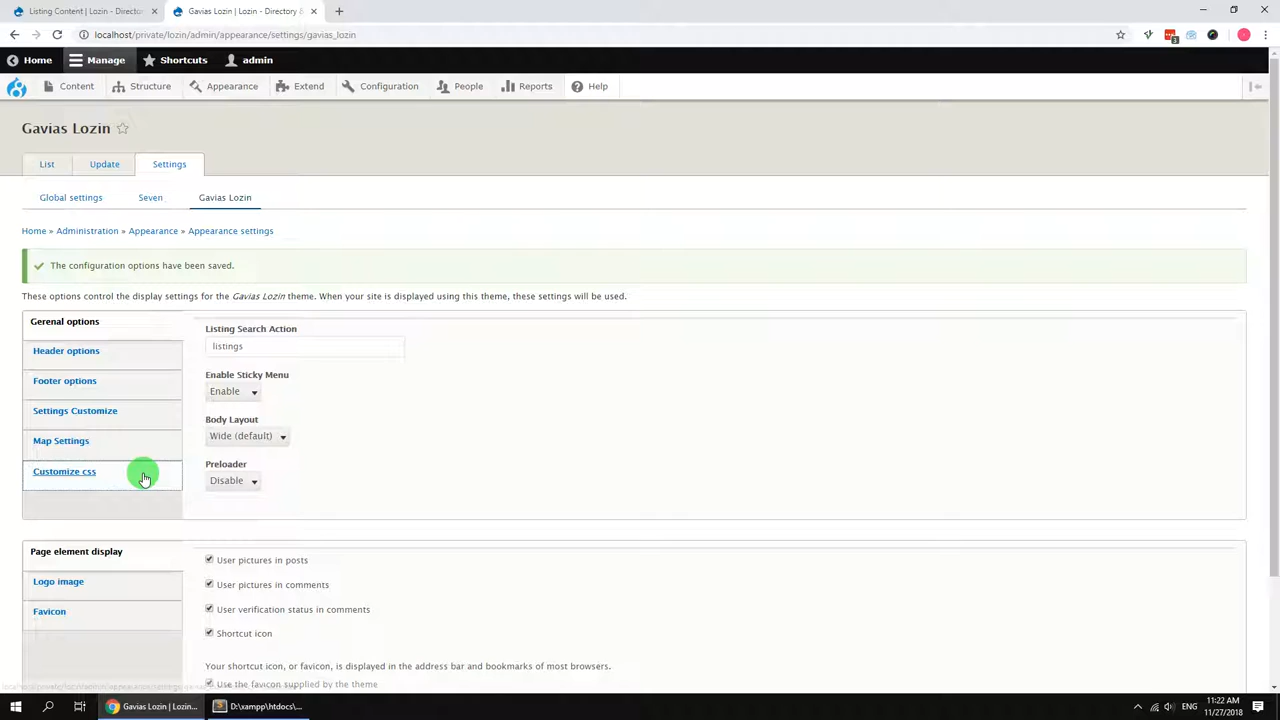 Listing Content | Lozin - Directo
Gavias Lozin | Lozin - Directory &
localhost/private/lozin/admin/appearance/settings/gavias_lozin
3
Home
Manage
Shortcuts
admin
Content
Structure
Appearance
Extend
Configuration
People
Reports
Help
Gavias Lozin
List
Update
Settings
Global settings
Seven
Gavias Lozin
Home » Administration » Appearance » Appearance settings
The configuration options have been saved.
These options control the display settings for the Gavias Lozin theme. When your site is displayed using this theme, these settings will be used.
Gerenal options
Header options
Footer options
Settings Customize
Map Settings
Customize css
Listing Search Action
listings
Enable Sticky Menu
Enable
Body Layout
Wide (default)
Preloader
Disable
Page element display
Logo image
Favicon
User pictures in posts
User pictures in comments
User verification status in comments
Shortcut icon
Your shortcut icon, or favicon, is displayed in the address bar and bookmarks of most browsers.
Use the favicon supplied by the theme
Gavias Lozin | Lozin...
D:\xampp\htdocs\...
ENG
11:22 AM
11/27/2018